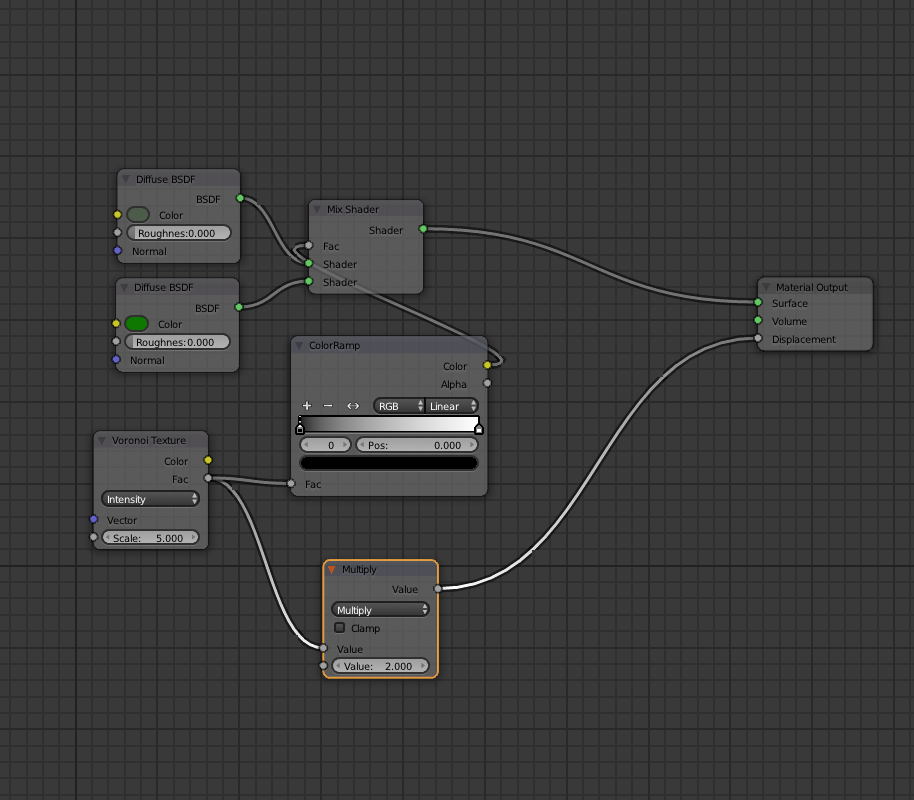 Diffuse BSDF
BSDF
Color
Roughnes:0.000
Normal
Diffuse BSDF
BSDF
Color
Roughnes:0.000
Normal
Mix Shader
Shader
Fac
Shader
Shader
Material Output
Surface
Volume
Displacement
ColorRamp
Color
Alpha
RGB Linear
0 Pos: 0.000
Fac
Voronoi Texture
Color
Fac
Intensity
Vector
Scale: 5.000
Multiply
Value
Multiply
Clamp
Value
Value: 2.000